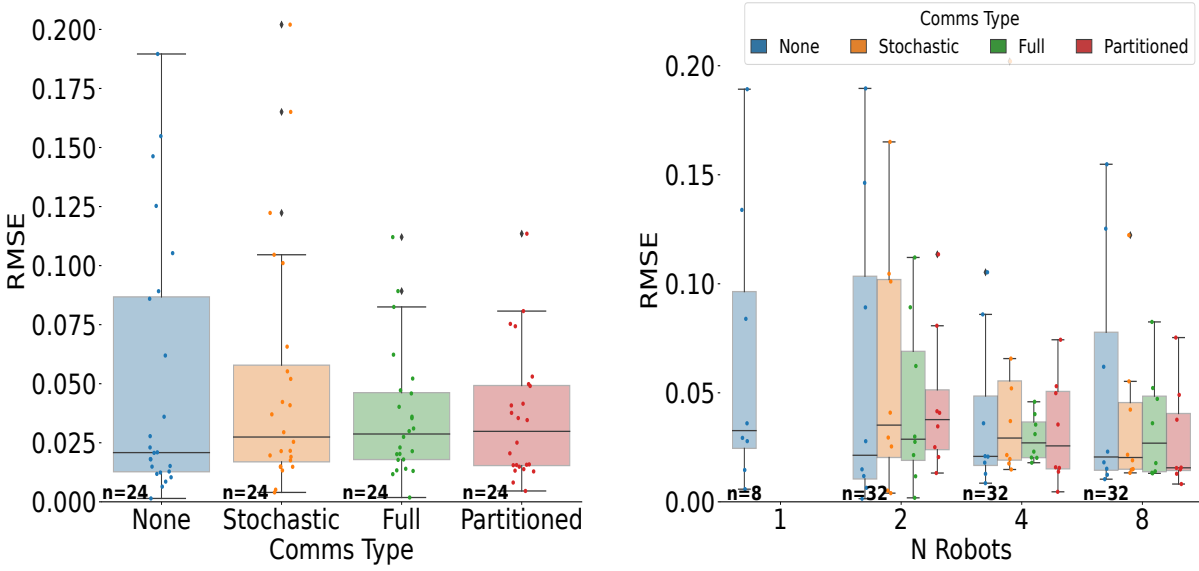 0.200
0.175
0.150
0.125
0.100
0.075
0.050
0.025
0.000
RMSE
n=24
n=24
n=24
n=24
None
Stochastic
Full
Partitioned
Comms Type
Comms Type
None
Stochastic
Full
Partitioned
0.20
0.15
0.10
0.05
0.00
RMSE
n=8
n=32
n=32
n=32
1
2
4
8
N Robots